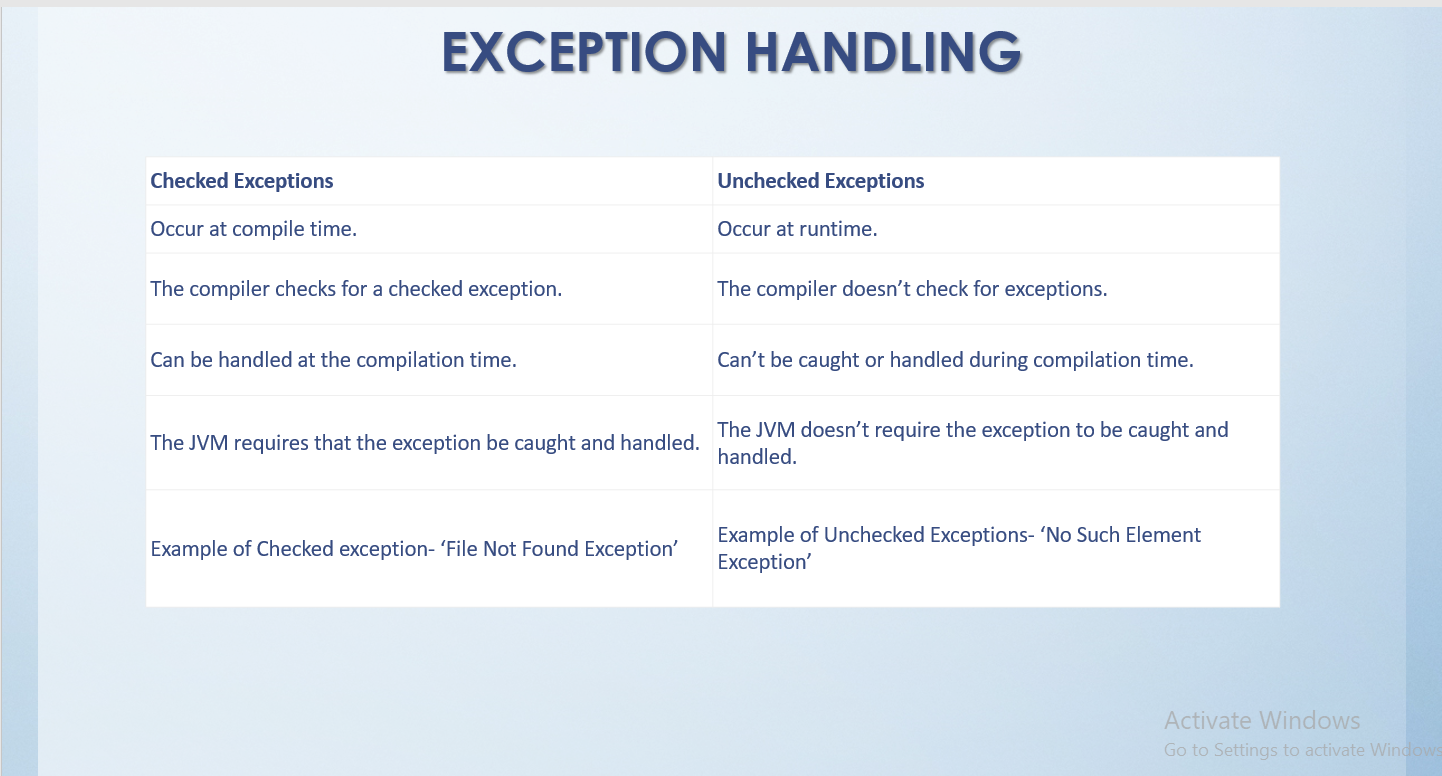 EXCEPTION HANDLING
Checked Exceptions
Unchecked Exceptions
Occur at compile time.
Occur at runtime.
The compiler checks for a checked exception.
The compiler doesn’t check for exceptions.
Can be handled at the compilation time.
Can’t be caught or handled during compilation time.
The JVM requires that the exception be caught and handled.
The JVM doesn’t require the exception to be caught and
handled.
Example of Checked exception- ‘File Not Found Exception’
Example of Unchecked Exceptions- ‘No Such Element
Exception’
Activate Windows
Go to Settings to activate Windows